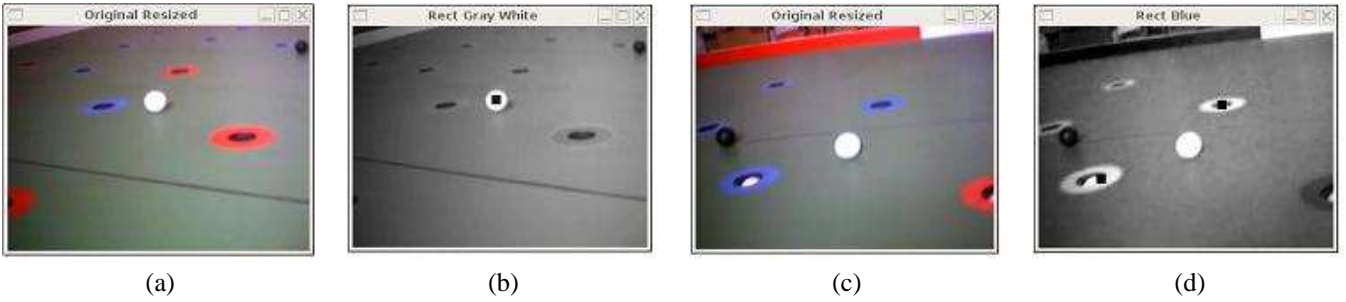 Original Resized
Rect Gray White
Original Resized
Rect Blue
(a)
(b)
(c)
(d)